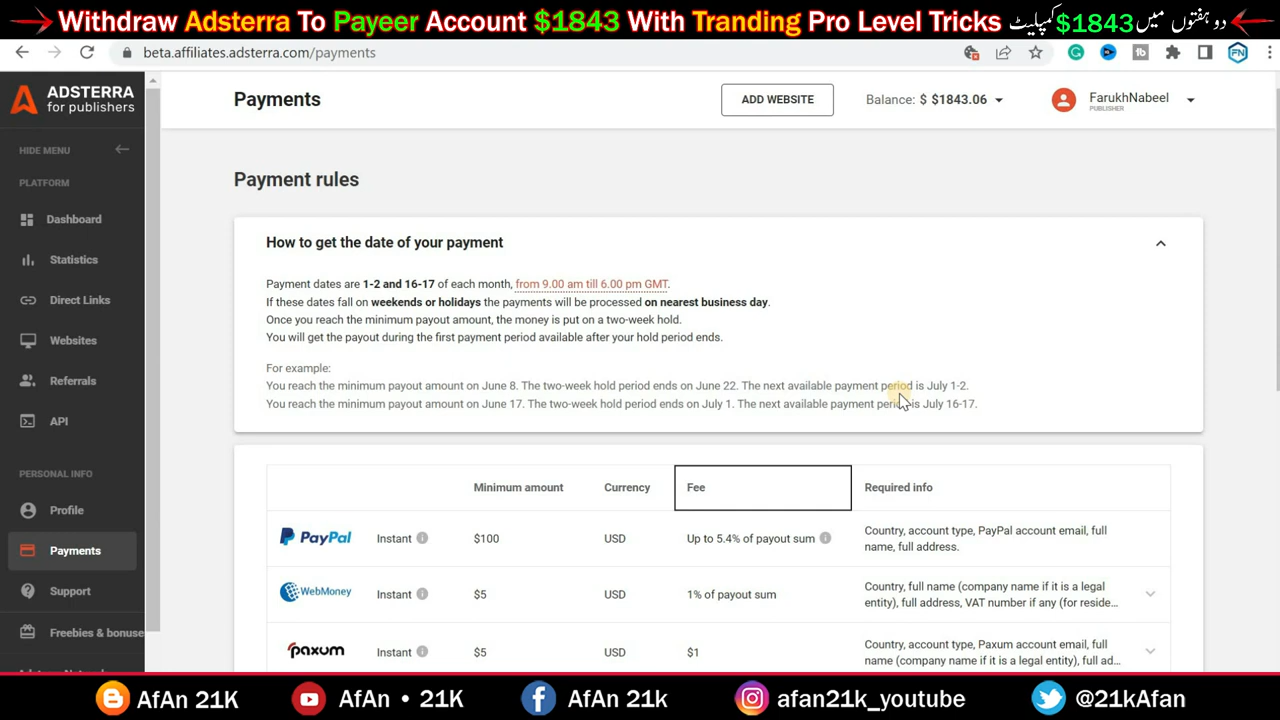 Withdraw Adsterra To Payeer Account $1843 With Tranding Pro Level Tricks دو ہفتوں میں $1843 کمپلیٹ
beta.affiliates.adsterra.com/payments
ADSTERRA
for publishers
Payments
ADD WEBSITE
Balance: $ $1843.06
FarukhNabeel
PUBLISHER
HIDE MENU
PLATFORM
Dashboard
Statistics
Direct Links
Websites
Referrals
API
PERSONAL INFO
Profile
Payments
Support
Freebies & bonuse
Payment rules
How to get the date of your payment
Payment dates are 1-2 and 16-17 of each month, from 9.00 am till 6.00 pm GMT.
If these dates fall on weekends or holidays the payments will be processed on nearest business day.
Once you reach the minimum payout amount, the money is put on a two-week hold.
You will get the payout during the first payment period available after your hold period ends.
For example:
You reach the minimum payout amount on June 8. The two-week hold period ends on June 22. The next available payment period is July 1-2.
You reach the minimum payout amount on June 17. The two-week hold period ends on July 1. The next available payment period is July 16-17.
Minimum amount Currency Fee Required info
PayPal Instant $100 USD Up to 5.4% of payout sum Country, account type, PayPal account email, full
name, full address.
WebMoney Instant $5 USD 1% of payout sum Country, full name (company name if it is a legal
entity), full address, VAT number if any (for reside...
paxum Instant $5 USD $1 Country, account type, Paxum account email, full
name (company name if it is a legal entity), full ad...
AfAn 21K AfAn • 21K AfAn 21k afan21k_youtube @21kAfan